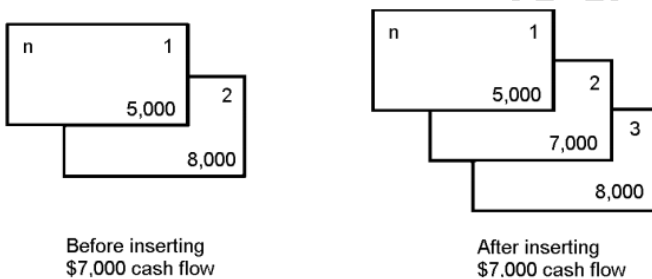 n 1
5,000
2
8,000
Before inserting
$7,000 cash flow
n 1
5,000
2
7,000
3
8,000
After inserting
$7,000 cash flow